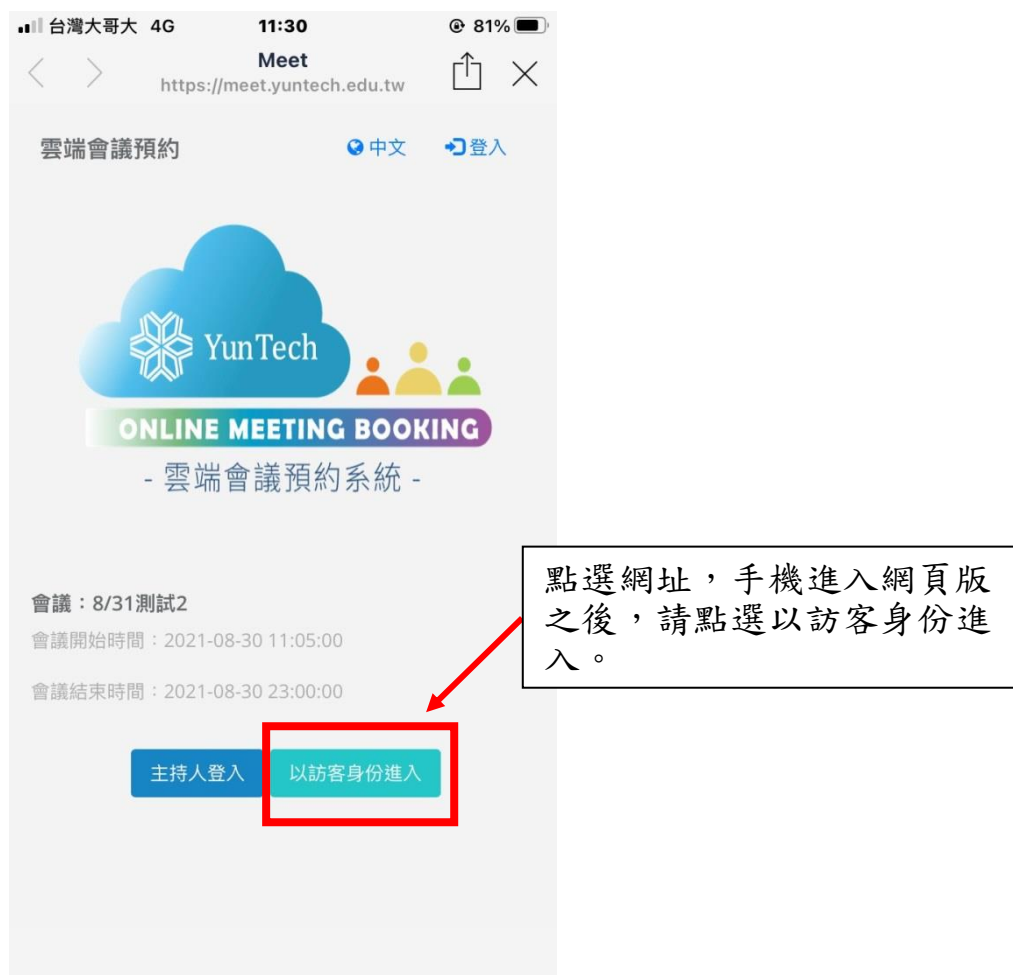 台灣大哥大 4G 11:30 81%
Meet
https://meet.yuntech.edu.tw
雲端會議預約 中文 登入
YunTech
ONLINE MEETING BOOKING
- 雲端會議預約系統 -
會議：8/31測試2
會議開始時間：2021-08-30 11:05:00
會議結束時間：2021-08-30 23:00:00
主持人登入 以訪客身份進入
點選網址，手機進入網頁版
之後，請點選以訪客身份進
入。